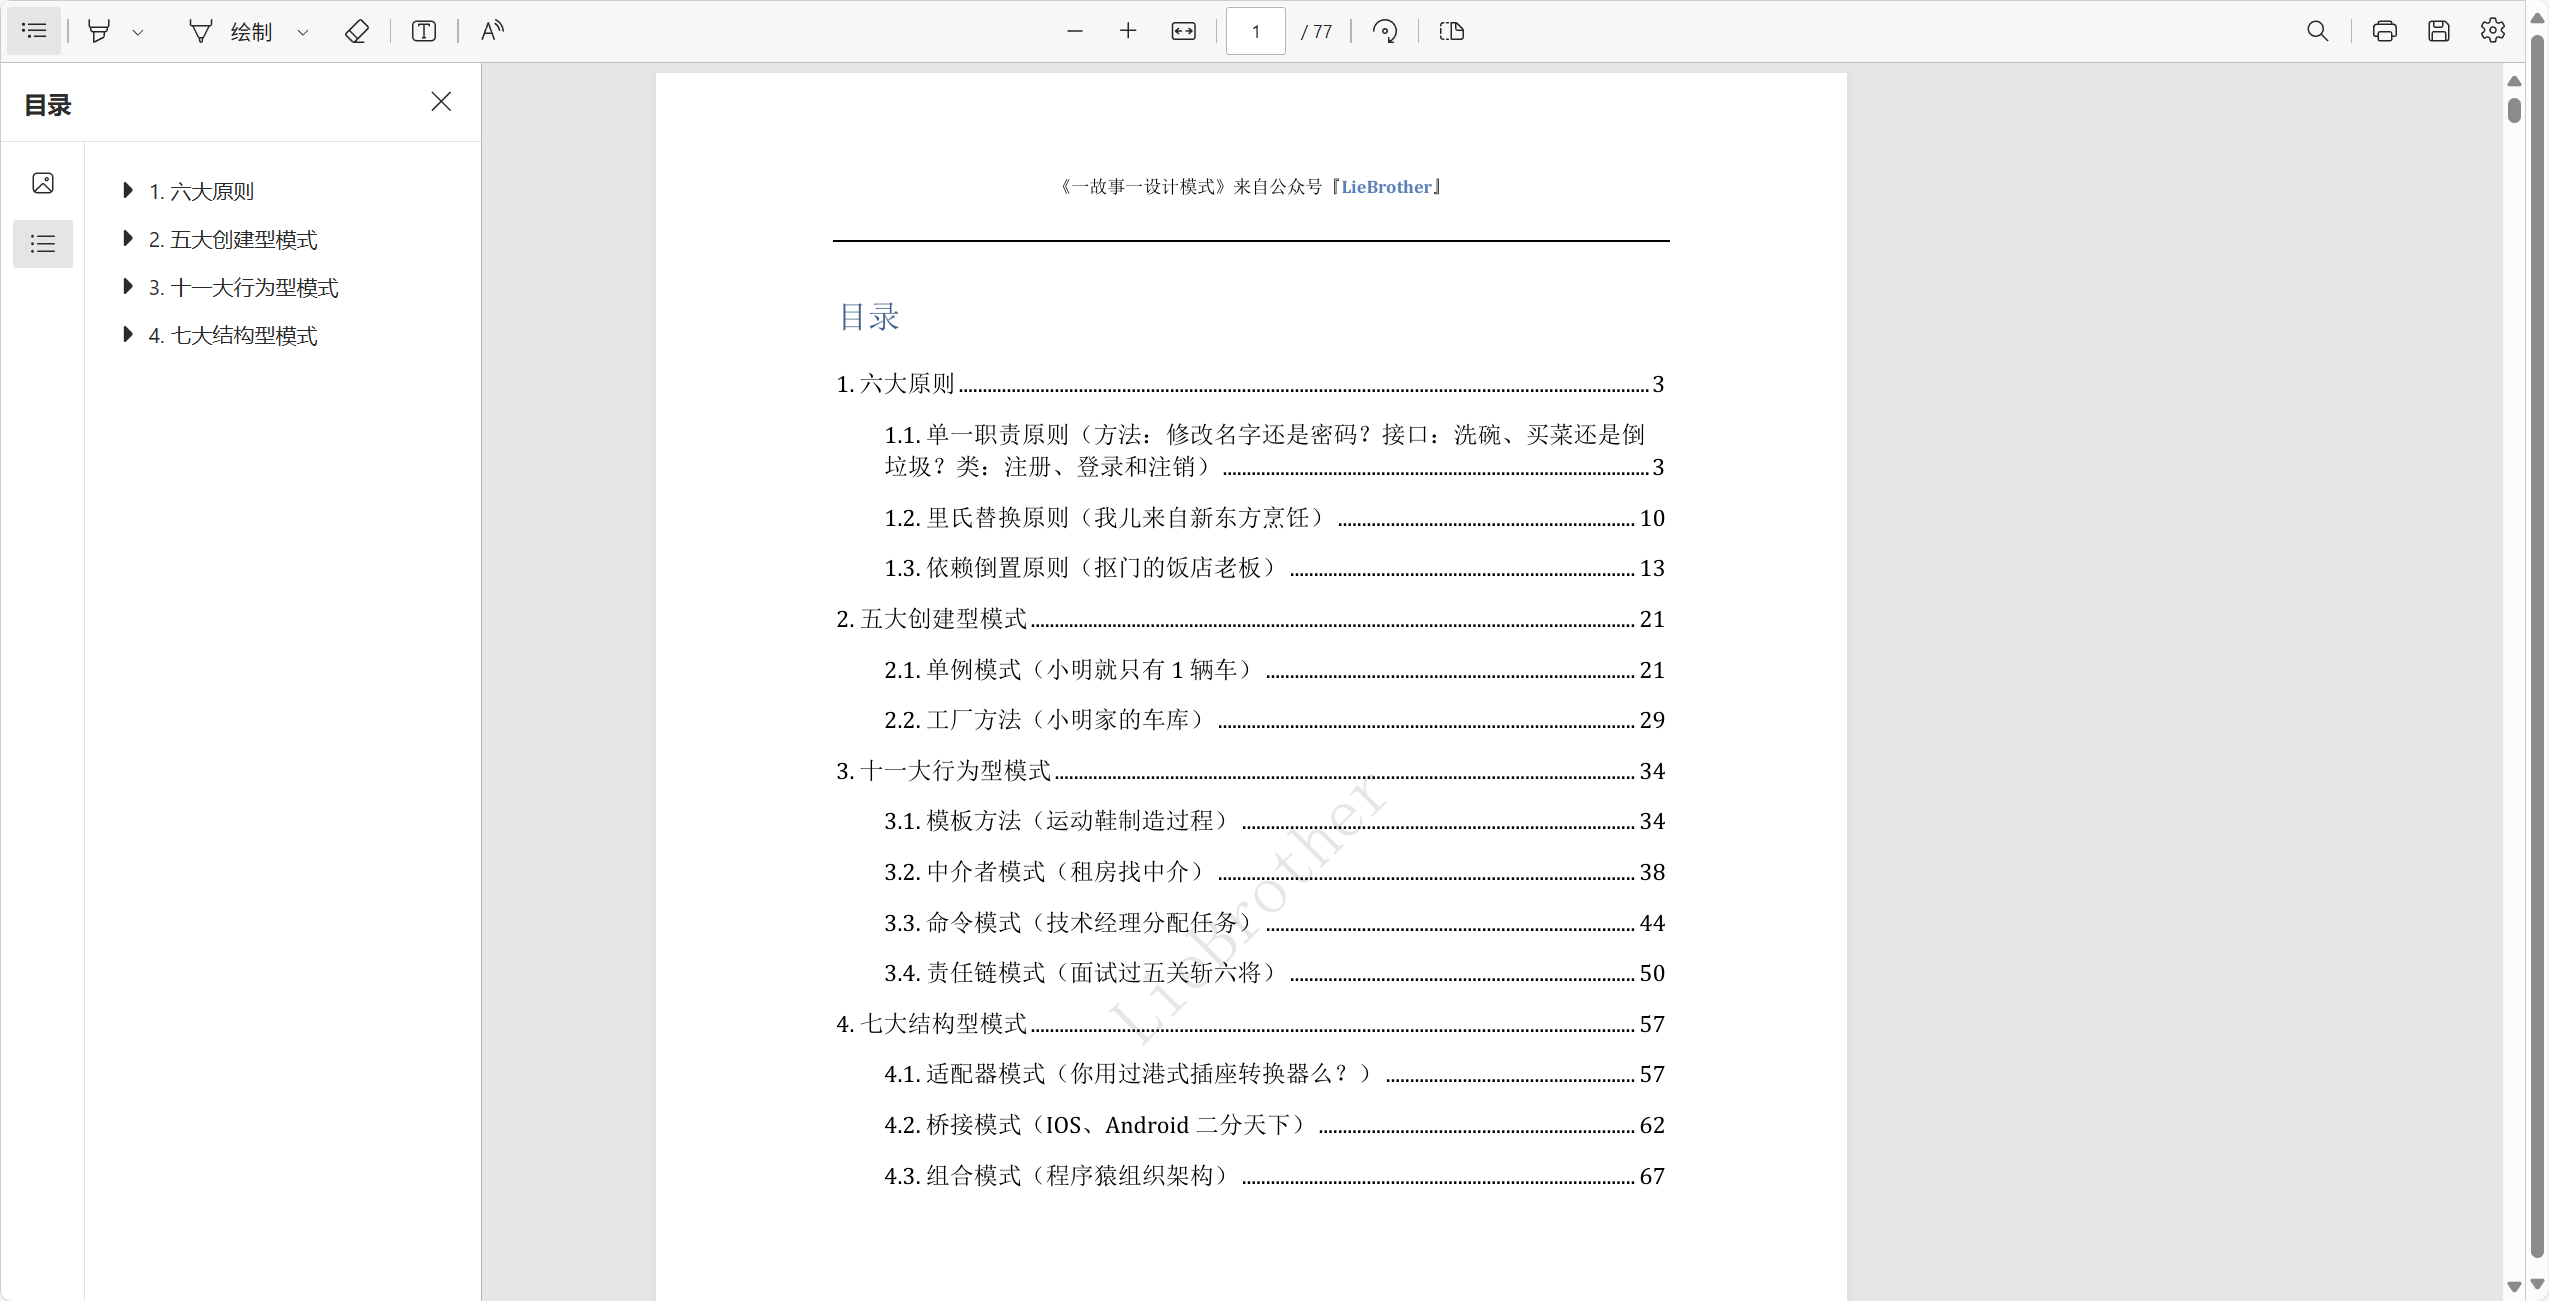 绘制
1
/ 77
目录
1. 六大原则
2. 五大创建型模式
3. 十一大行为型模式
4. 七大结构型模式
《一故事一设计模式》来自公众号『LieBrother』
目录
1. 六大原则 3
1.1. 单一职责原则（方法：修改名字还是密码？接口：洗碗、买菜还是倒
垃圾？类：注册、登录和注销） 3
1.2. 里氏替换原则（我儿来自新东方烹饪） 10
1.3. 依赖倒置原则（抠门的饭店老板） 13
2. 五大创建型模式 21
2.1. 单例模式（小明就只有 1 辆车） 21
2.2. 工厂方法（小明家的车库） 29
3. 十一大行为型模式 34
3.1. 模板方法（运动鞋制造过程） 34
3.2. 中介者模式（租房找中介） 38
3.3. 命令模式（技术经理分配任务） 44
3.4. 责任链模式（面试过五关斩六将） 50
4. 七大结构型模式 57
4.1. 适配器模式（你用过港式插座转换器么？） 57
4.2. 桥接模式（IOS、Android 二分天下） 62
4.3. 组合模式（程序猿组织架构） 67
Liebrother